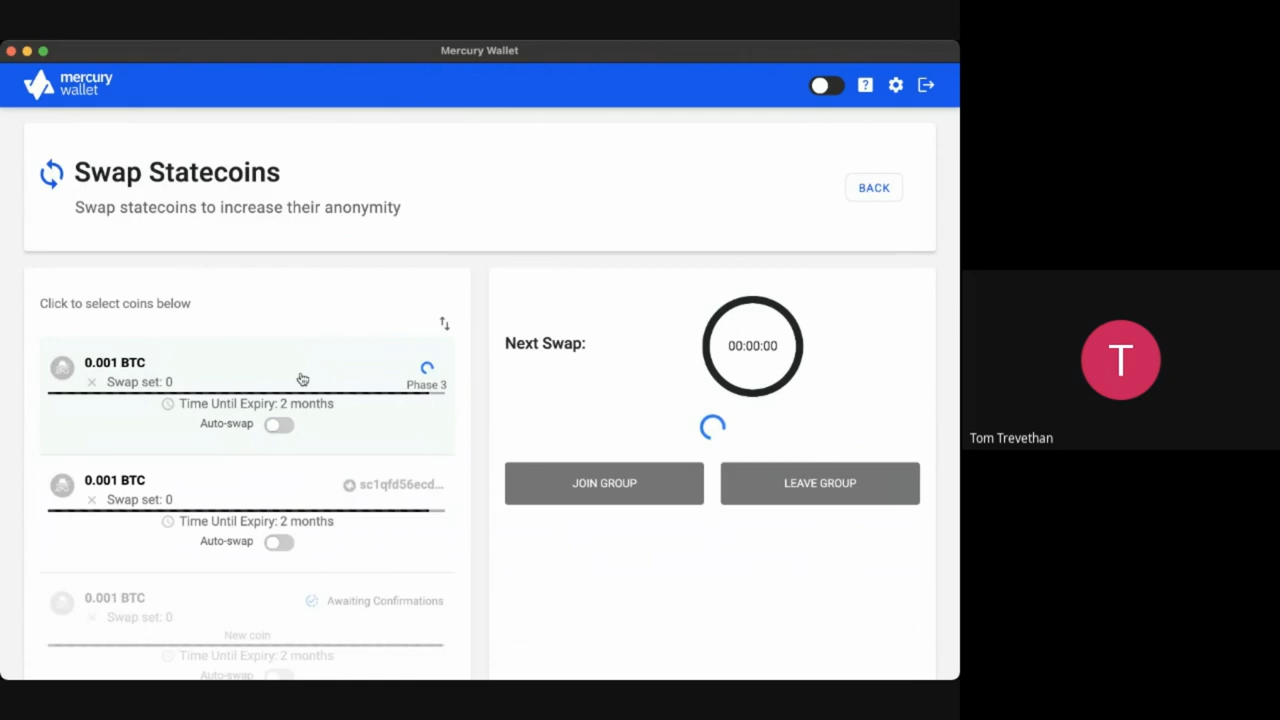 Mercury Wallet
mercury
wallet
?
Swap Statecoins
Swap statecoins to increase their anonymity
BACK
Click to select coins below
0.001 BTC
Swap set: 0
Phase 3
Time Until Expiry: 2 months
Auto-swap
0.001 BTC
sc1qfd56ecd...
Swap set: 0
Time Until Expiry: 2 months
Auto-swap
0.001 BTC
Awaiting Confirmations
Swap set: 0
New coin
Time Until Expiry: 2 months
Auto-swap
Next Swap:
00:00:00
JOIN GROUP
LEAVE GROUP
T
Tom Trevethan